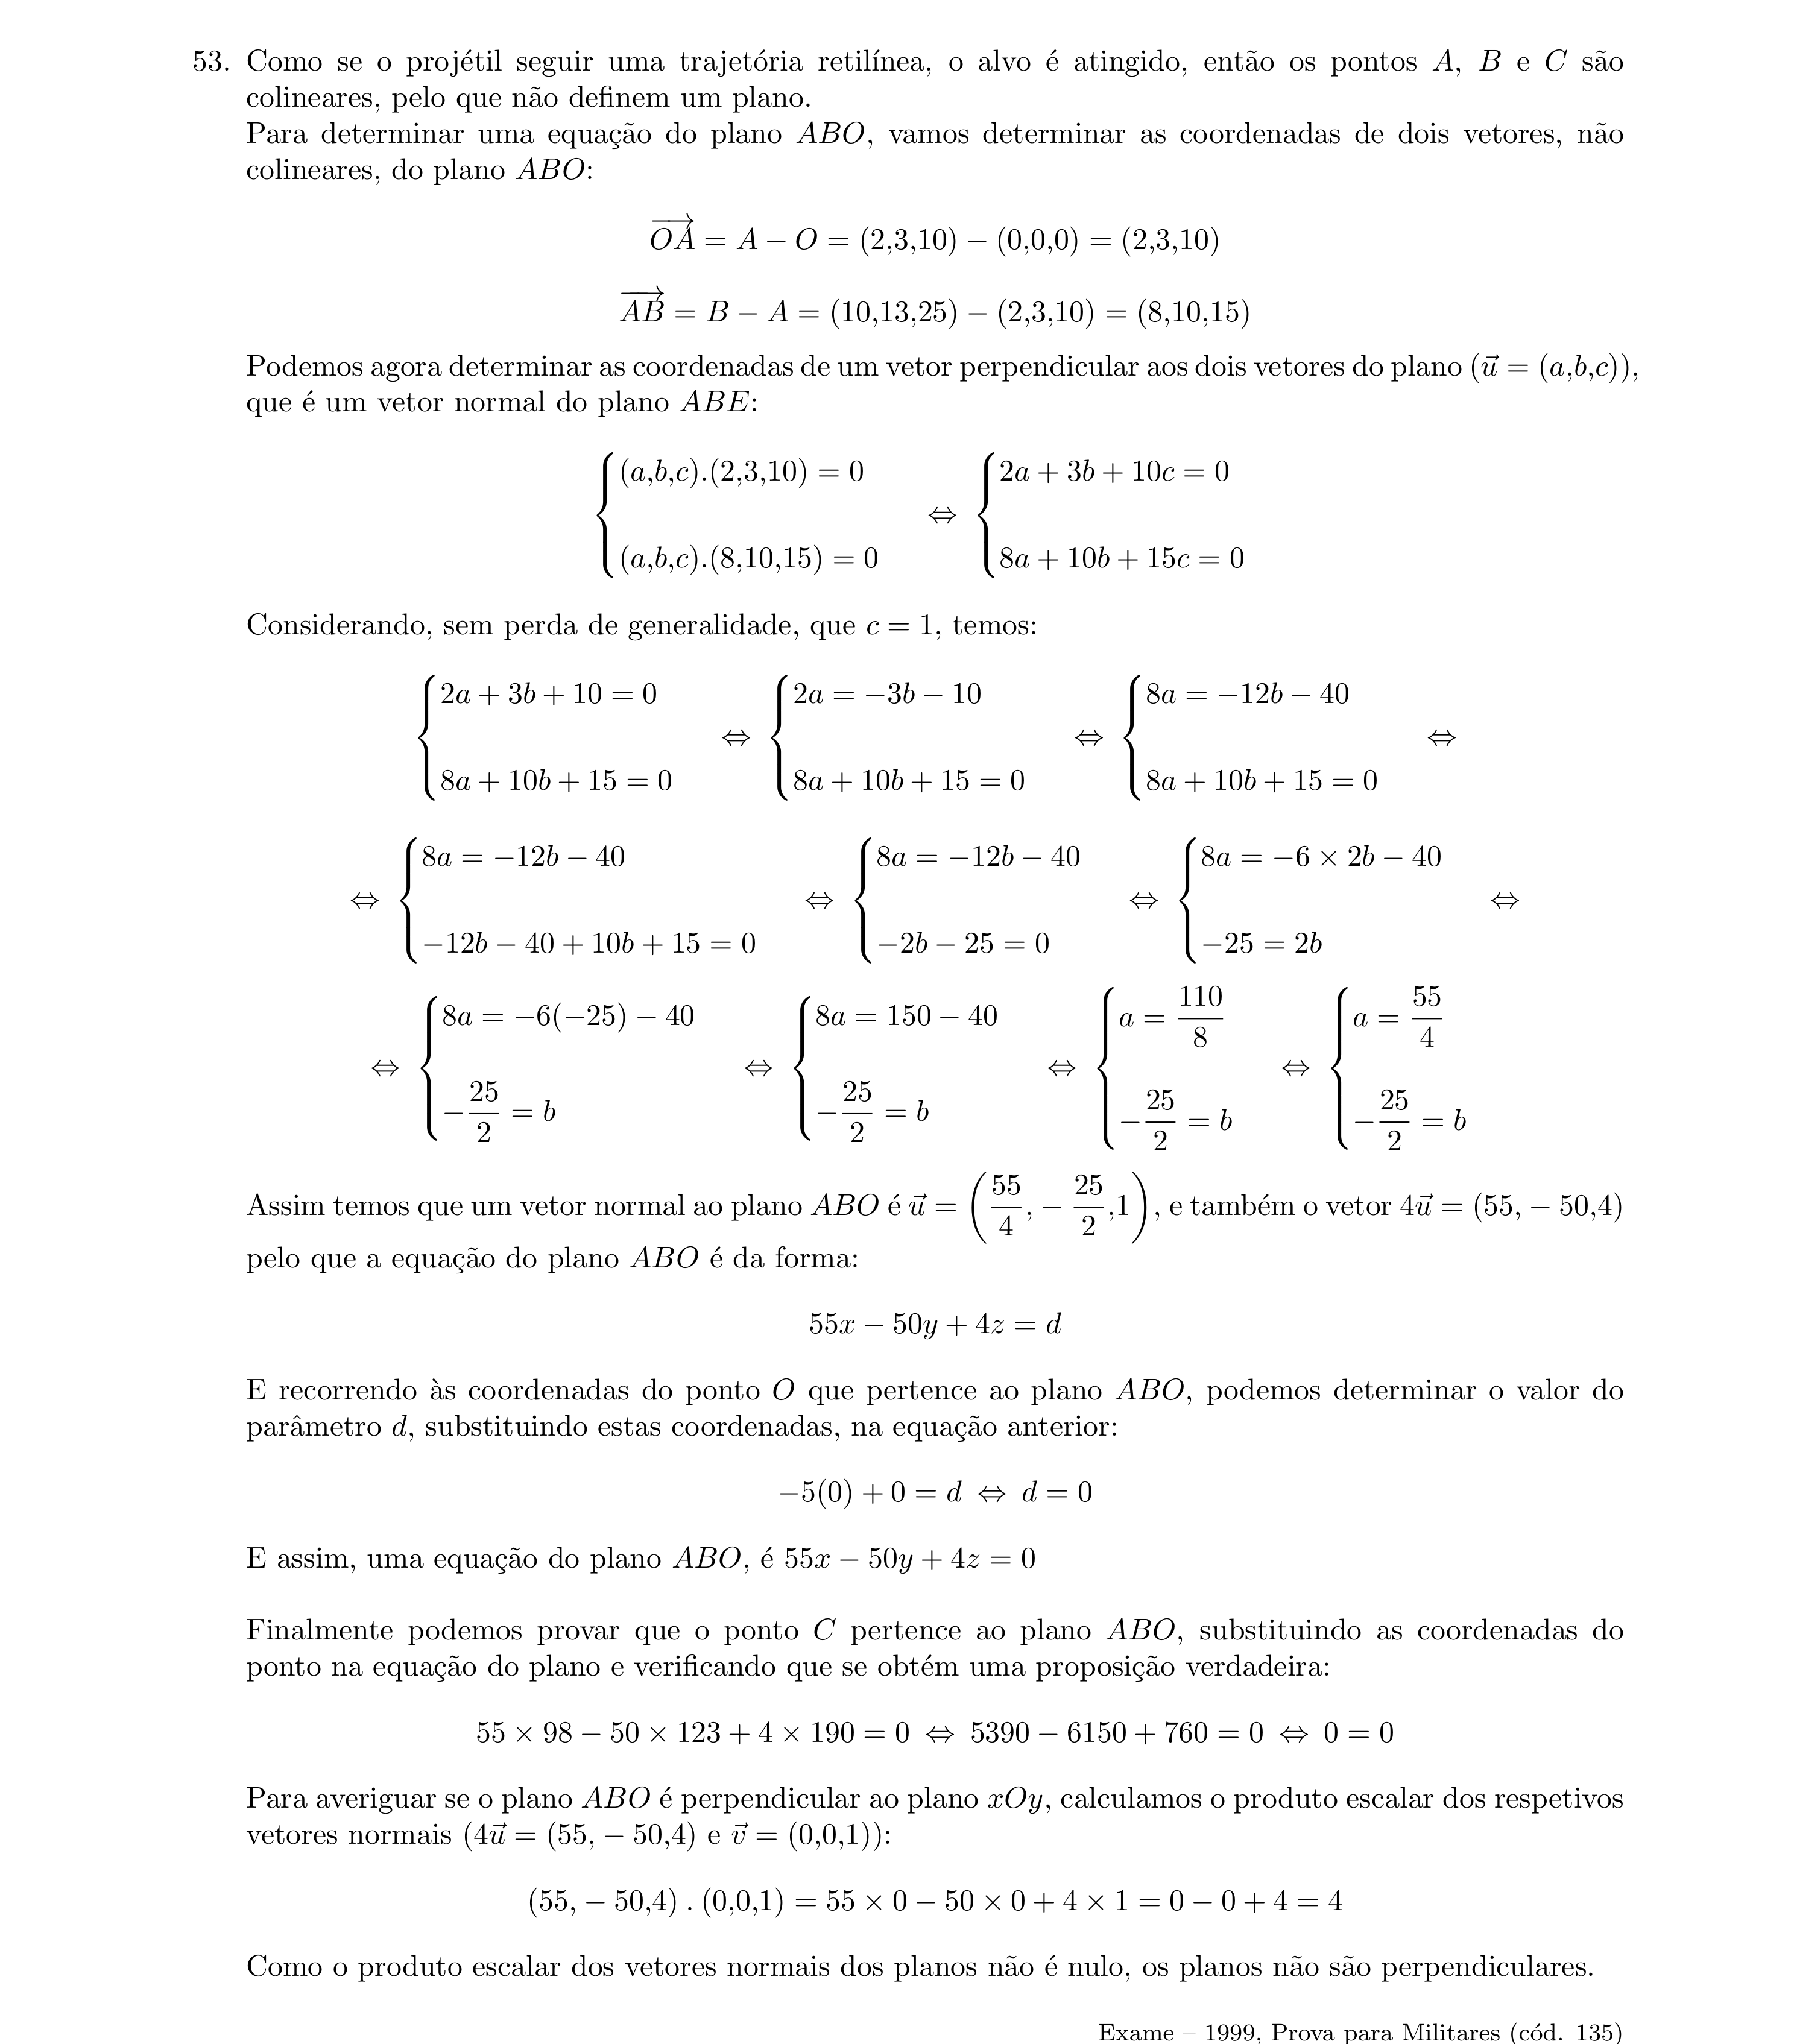 53. Como se o projétil seguir uma trajetória retilínea, o alvo é atingido, então os pontos A, B e C são
colineares, pelo que não definem um plano.
Para determinar uma equação do plano ABO, vamos determinar as coordenadas de dois vetores, não
colineares, do plano ABO:
$\overrightarrow{OA} = A - O = (2,3,10) - (0,0,0) = (2,3,10)$
$\overrightarrow{AB} = B - A = (10,13,25) - (2,3,10) = (8,10,15)$
Podemos agora determinar as coordenadas de um vetor perpendicular aos dois vetores do plano ($\vec{u} = (a,b,c)$),
que é um vetor normal do plano ABE:
$\begin{cases} (a,b,c).(2,3,10) = 0 \\ (a,b,c).(8,10,15) = 0 \end{cases} \Leftrightarrow \begin{cases} 2a + 3b + 10c = 0 \\ 8a + 10b + 15c = 0 \end{cases}$
Considerando, sem perda de generalidade, que $c = 1$, temos:
$\begin{cases} 2a + 3b + 10 = 0 \\ 8a + 10b + 15 = 0 \end{cases} \Leftrightarrow \begin{cases} 2a = -3b - 10 \\ 8a + 10b + 15 = 0 \end{cases} \Leftrightarrow \begin{cases} 8a = -12b - 40 \\ 8a + 10b + 15 = 0 \end{cases} \Leftrightarrow$
$\Leftrightarrow \begin{cases} 8a = -12b - 40 \\ -12b - 40 + 10b + 15 = 0 \end{cases} \Leftrightarrow \begin{cases} 8a = -12b - 40 \\ -2b - 25 = 0 \end{cases} \Leftrightarrow \begin{cases} 8a = -6 \times 2b - 40 \\ -25 = 2b \end{cases} \Leftrightarrow$
$\Leftrightarrow \begin{cases} 8a = -6(-25) - 40 \\ -\frac{25}{2} = b \end{cases} \Leftrightarrow \begin{cases} 8a = 150 - 40 \\ -\frac{25}{2} = b \end{cases} \Leftrightarrow \begin{cases} a = \frac{110}{8} \\ -\frac{25}{2} = b \end{cases} \Leftrightarrow \begin{cases} a = \frac{55}{4} \\ -\frac{25}{2} = b \end{cases}$
Assim temos que um vetor normal ao plano ABO é $\vec{u} = \left(\frac{55}{4}, -\frac{25}{2}, 1\right)$, e também o vetor $4\vec{u} = (55, -50,4)$
pelo que a equação do plano ABO é da forma:
$55x - 50y + 4z = d$
E recorrendo às coordenadas do ponto O que pertence ao plano ABO, podemos determinar o valor do
parâmetro d, substituindo estas coordenadas, na equação anterior:
$-5(0) + 0 = d \Leftrightarrow d = 0$
E assim, uma equação do plano ABO, é $55x - 50y + 4z = 0$
Finalmente podemos provar que o ponto C pertence ao plano ABO, substituindo as coordenadas do
ponto na equação do plano e verificando que se obtém uma proposição verdadeira:
$55 \times 98 - 50 \times 123 + 4 \times 190 = 0 \Leftrightarrow 5390 - 6150 + 760 = 0 \Leftrightarrow 0 = 0$
Para averiguar se o plano ABO é perpendicular ao plano xOy, calculamos o produto escalar dos respetivos
vetores normais ($4\vec{u} = (55, -50,4)$ e $\vec{v} = (0,0,1)$):
$(55, -50,4) . (0,0,1) = 55 \times 0 - 50 \times 0 + 4 \times 1 = 0 - 0 + 4 = 4$
Como o produto escalar dos vetores normais dos planos não é nulo, os planos não são perpendiculares.
Exame – 1999, Prova para Militares (cód. 135)